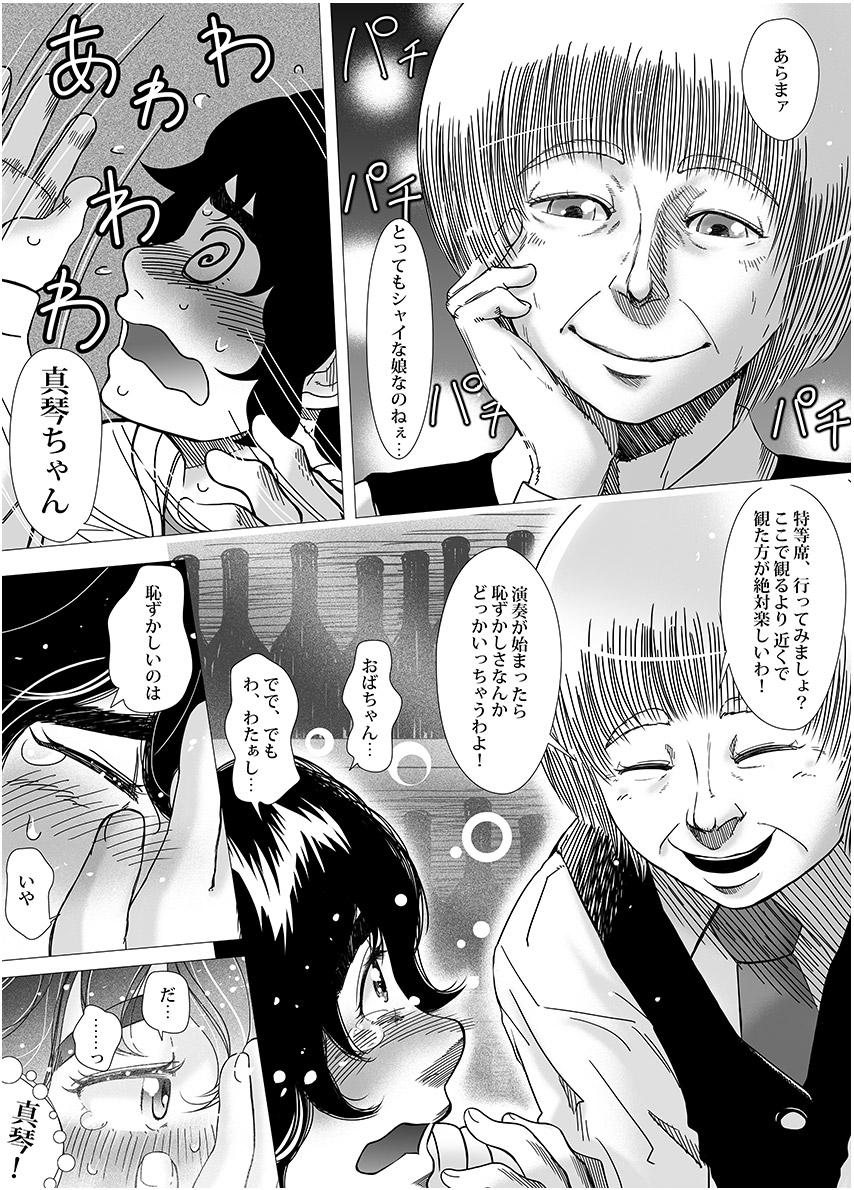 あらまァ
パチ
パチ
とってもシャイな娘なのねぇ…
パチ
パチ
あわわ
わわ
わ
真琴ちゃん
特等席、行ってみましょ?
ここで観るより近くで
観た方が絶対楽しいわ!
演奏が始まったら
恥ずかしさなんか
どっかいっちゃうわよ!
おばちゃん…
でで、でも
わ、わたぁし…
恥ずかしいのは
いや
だ…
……っ
真琴!